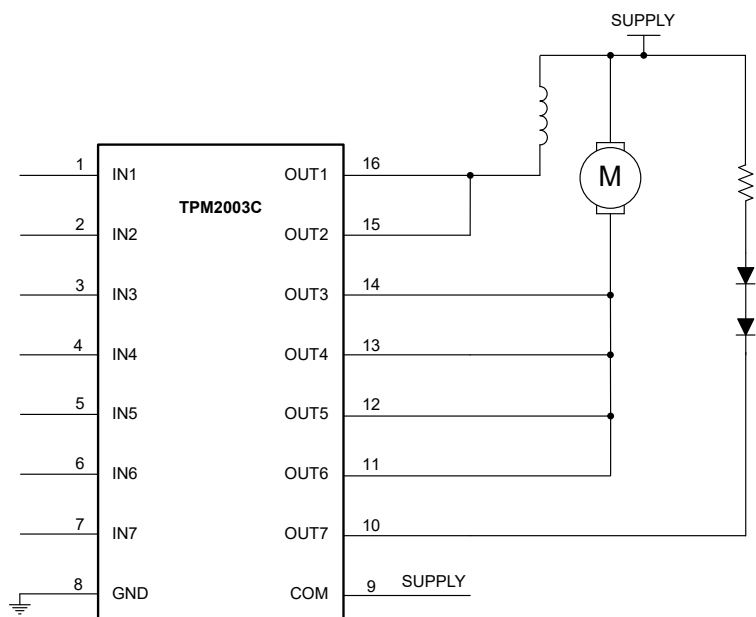 SUPPLY
1 IN1 OUT1 16
TPM2003C
M
2 IN2 OUT2 15
3 IN3 OUT3 14
4 IN4 OUT4 13
5 IN5 OUT5 12
6 IN6 OUT6 11
7 IN7 OUT7 10
8 GND COM 9 SUPPLY